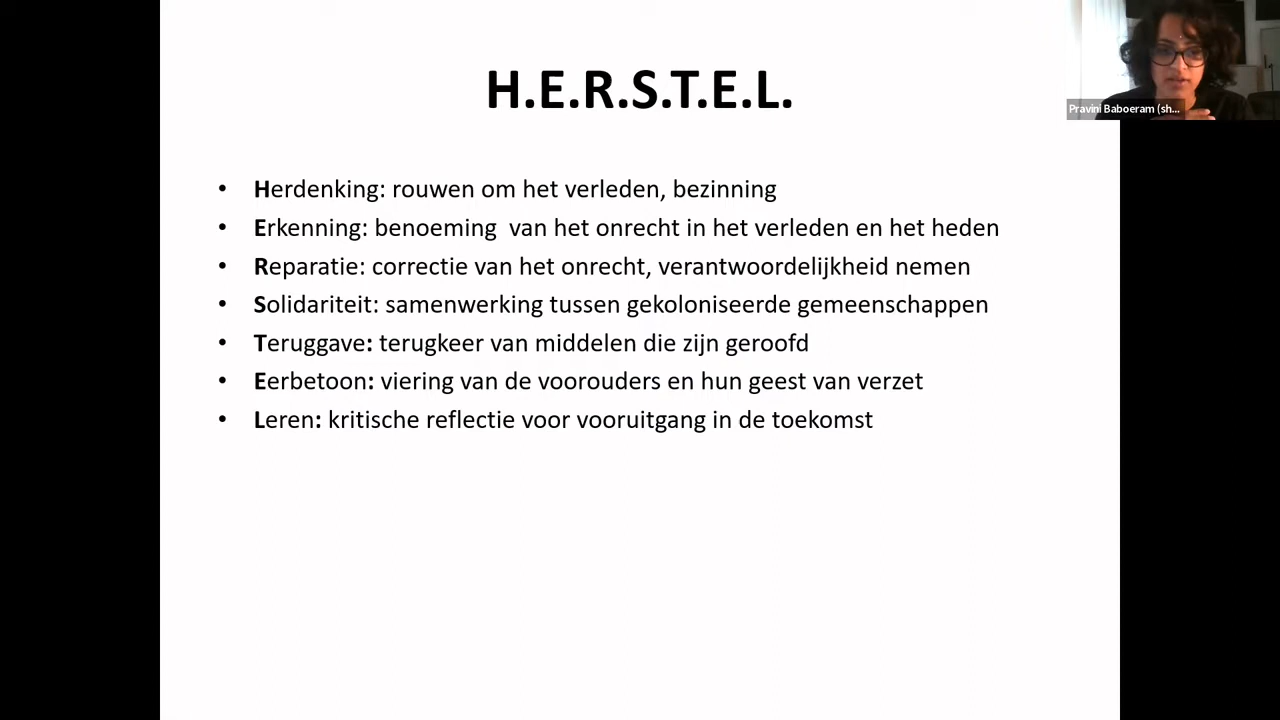 H.E.R.S.T.E.L.
Pravini Baboeram (sh...
• Herdenking: rouwen om het verleden, bezinning
• Erkenning: benoeming  van het onrecht in het verleden en het heden
• Reparatie: correctie van het onrecht, verantwoordelijkheid nemen
• Solidariteit: samenwerking tussen gekoloniseerde gemeenschappen
• Teruggave: terugkeer van middelen die zijn geroofd
• Eerbetoon: viering van de voorouders en hun geest van verzet
• Leren: kritische reflectie voor vooruitgang in de toekomst